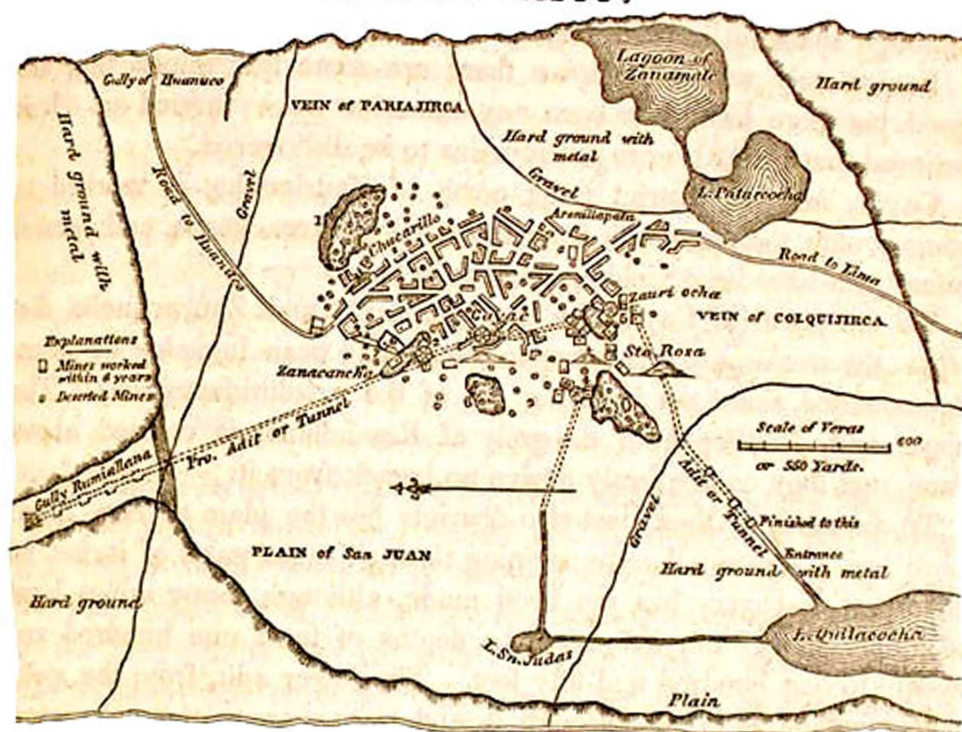 Gully of Huanuco
VEIN of PARIAJIRCA
Lagoon of
Zanampte
Hard ground
Hard ground with
metal
Hard ground with
metal
Road to Huanuco
Gravel
Gravel
L. Patarcocha
Chucarillo
Arenillapata
Road to Lima
Explanations
Mines worked
within 6 years
Deserted Mines
VEIN of COLQUIJIRCA
Sta. Rosa
Zanacancha
Scale of Veras
600
or 550 Yards.
Gully Rumiallana
Pro. Adit or Tunnel
Adit or Tunnel
Finished to this
Gravel
Entrance
PLAIN of San JUAN
Hard ground with metal
Hard ground
L. Sn. Judas
L. Quilacocha
Plain